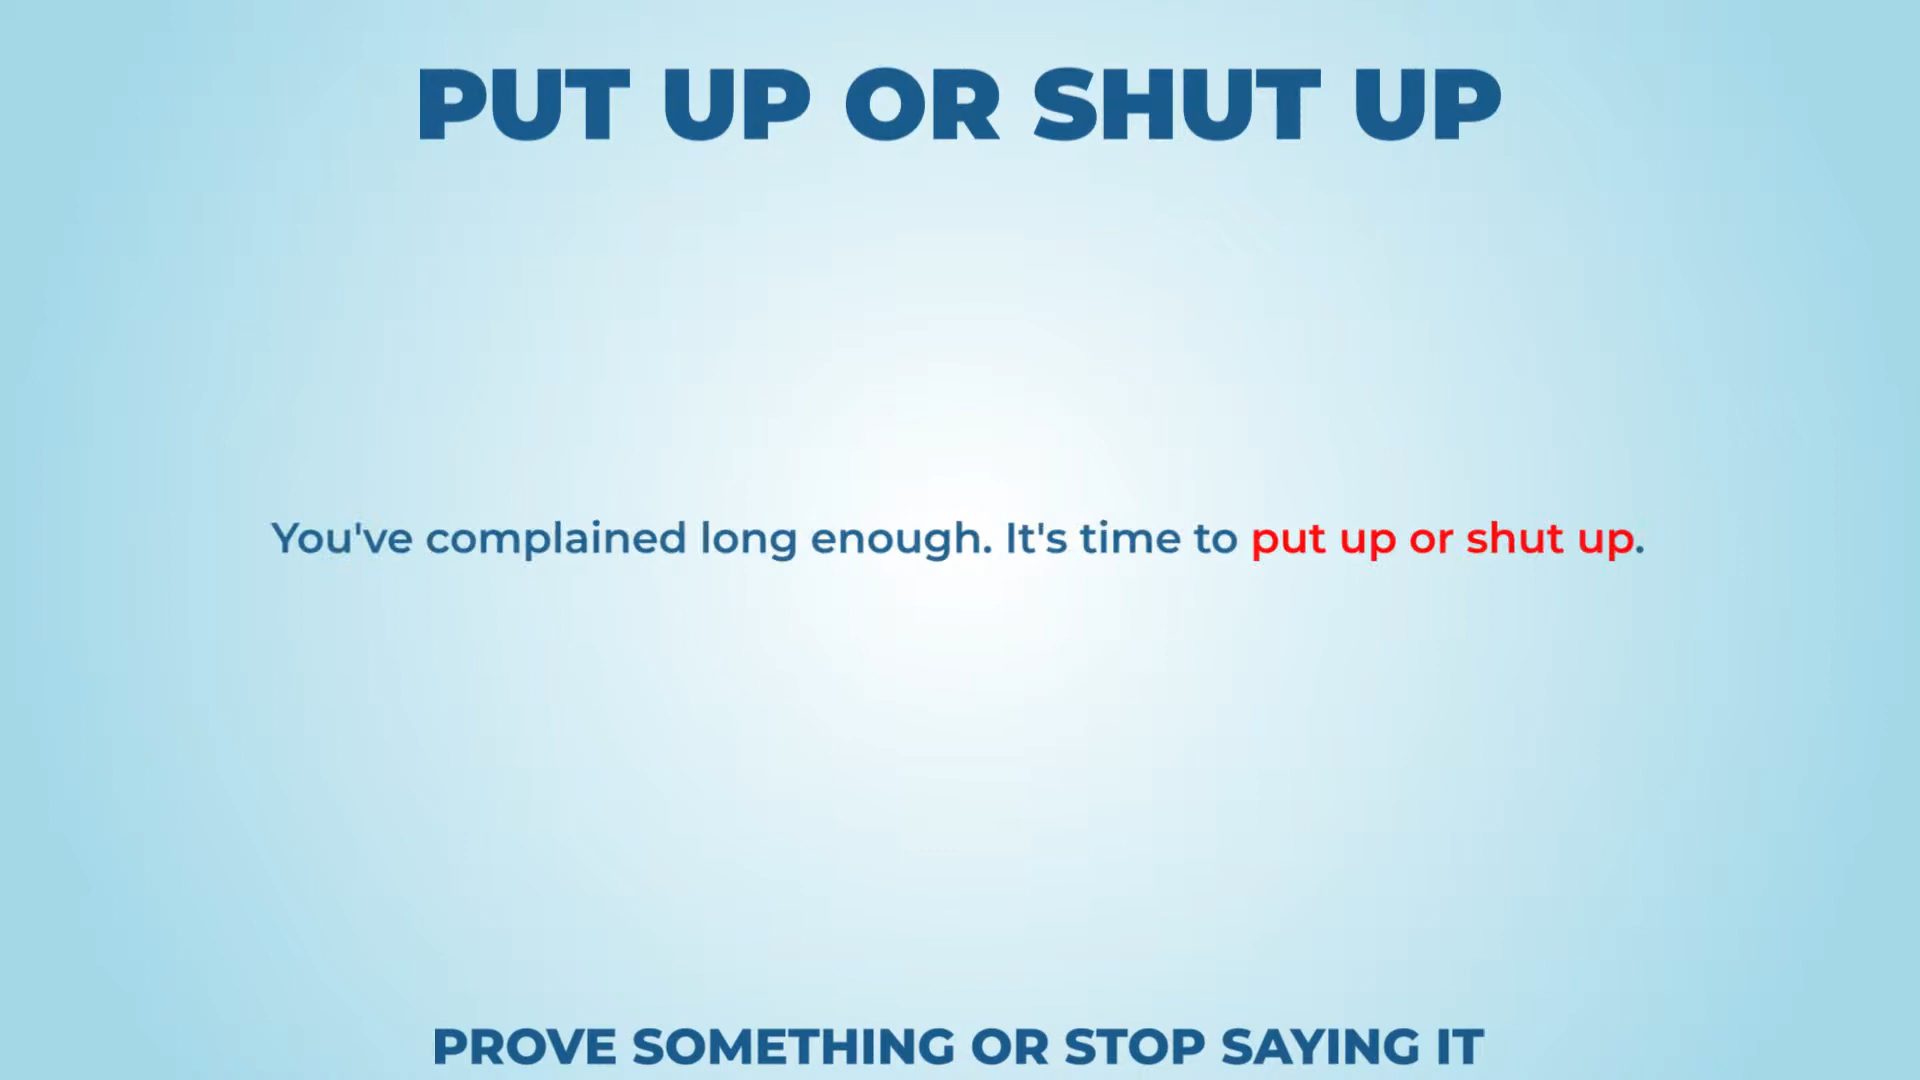 PUT UP OR SHUT UP
You've complained long enough. It's time to put up or shut up.
PROVE SOMETHING OR STOP SAYING IT